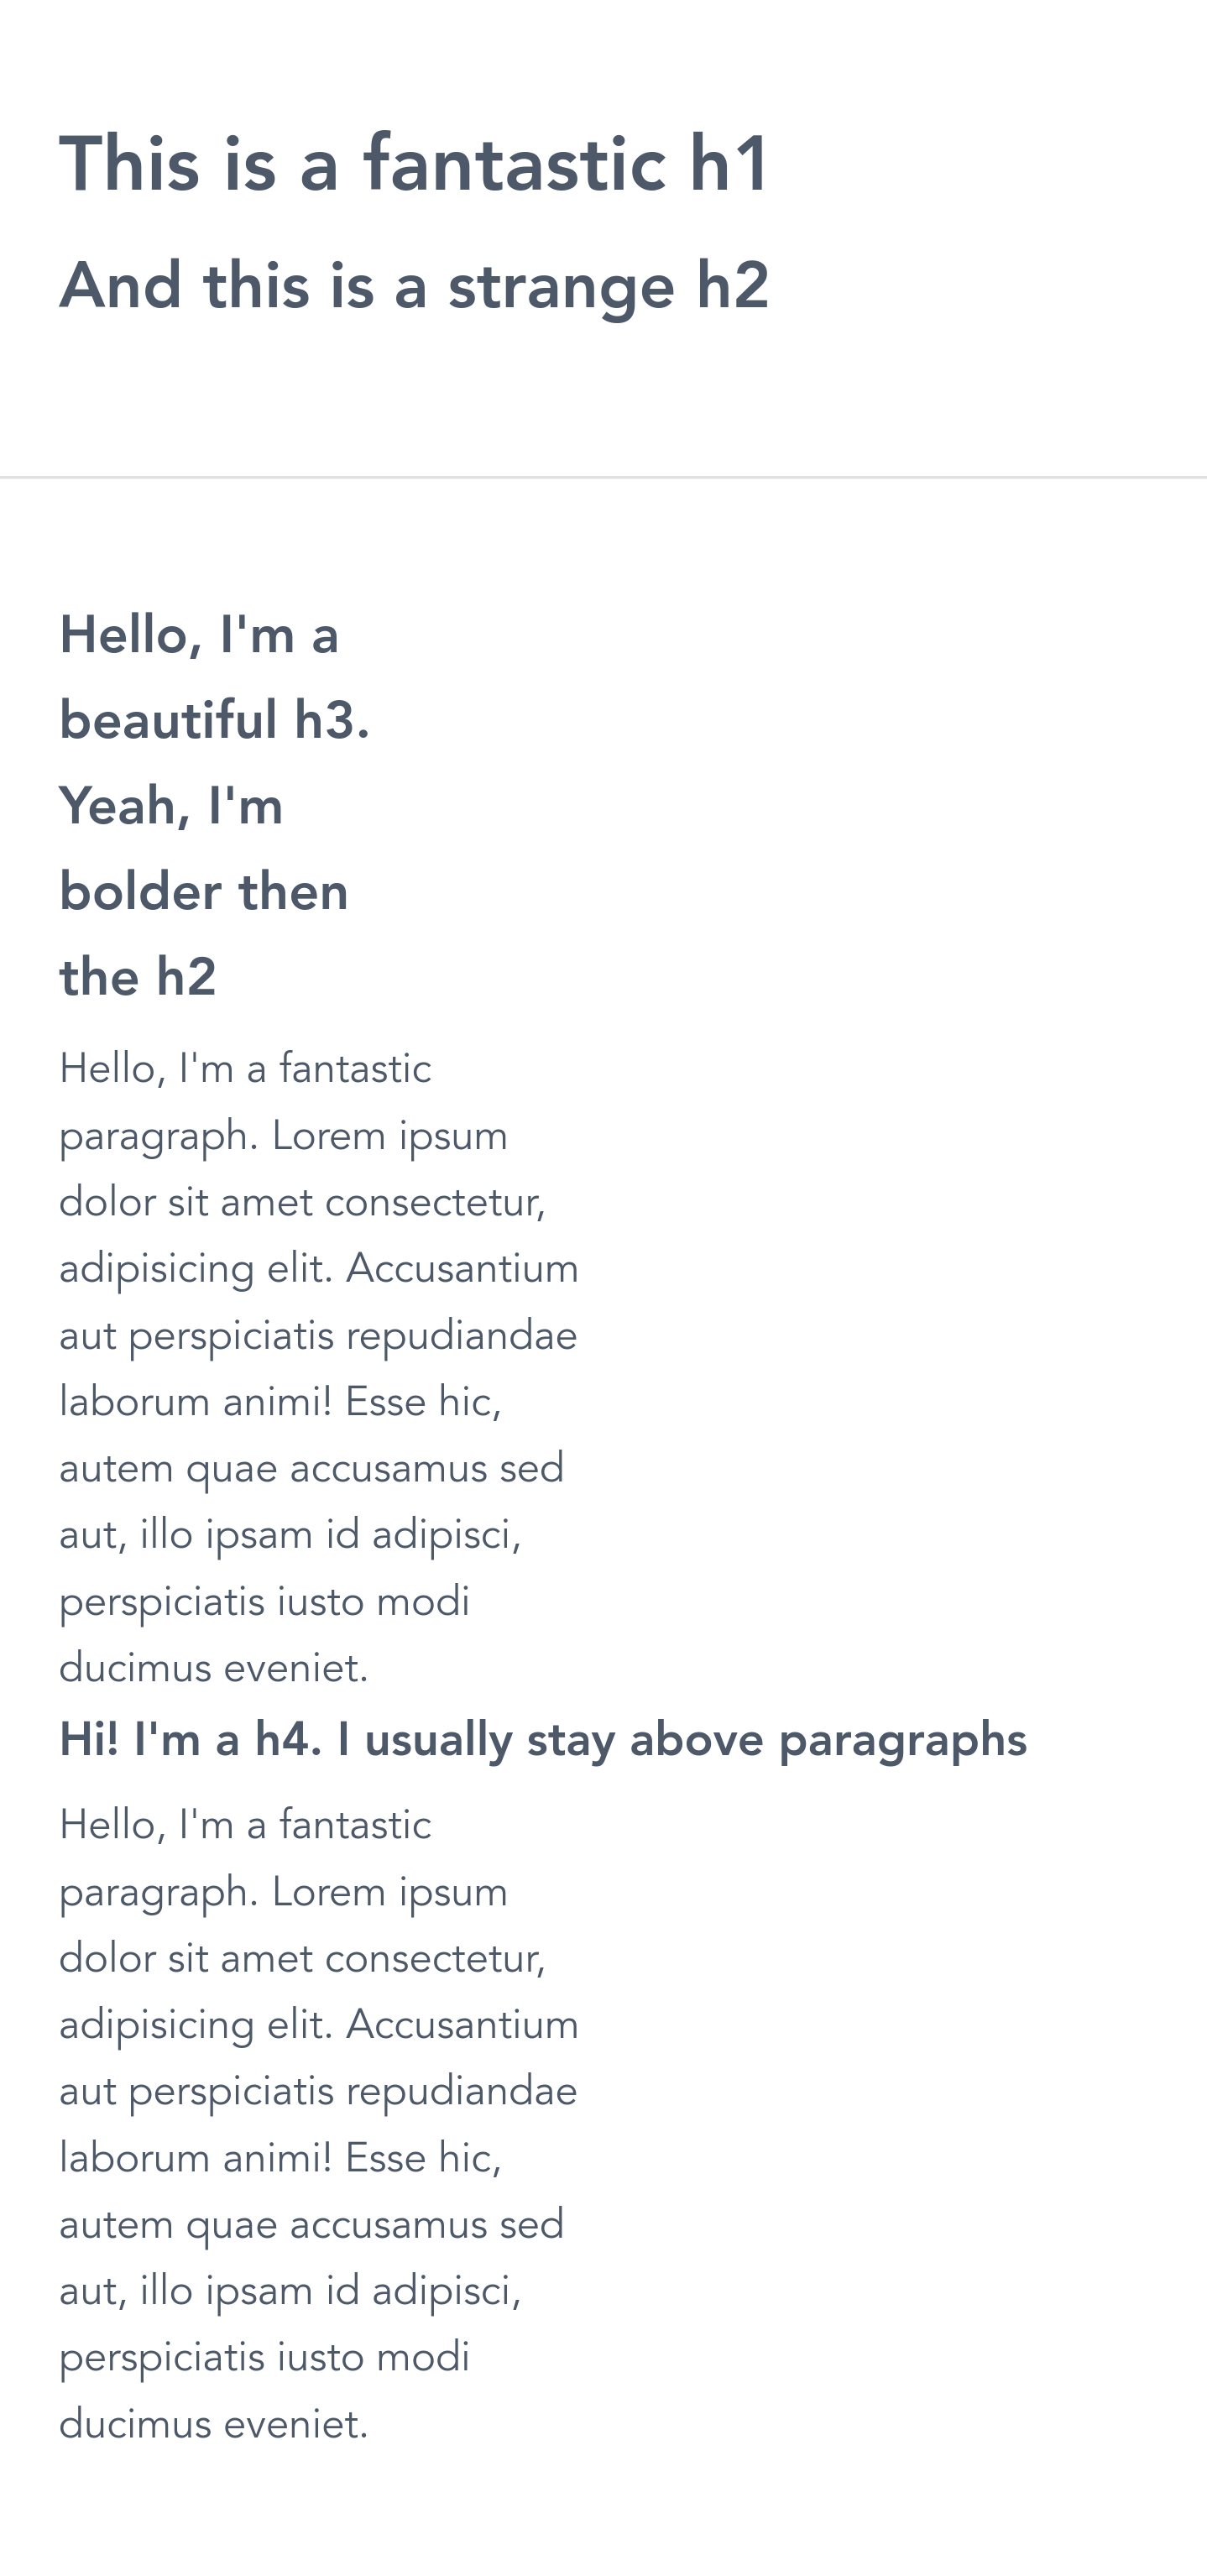 This is a fantastic h1
And this is a strange h2
Hello, I'm a
beautiful h3.
Yeah, I'm
bolder then
the h2
Hello, I'm a fantastic
paragraph. Lorem ipsum
dolor sit amet consectetur,
adipisicing elit. Accusantium
aut perspiciatis repudiandae
laborum animi! Esse hic,
autem quae accusamus sed
aut, illo ipsam id adipisci,
perspiciatis iusto modi
ducimus eveniet.
Hi! I'm a h4. I usually stay above paragraphs
Hello, I'm a fantastic
paragraph. Lorem ipsum
dolor sit amet consectetur,
adipisicing elit. Accusantium
aut perspiciatis repudiandae
laborum animi! Esse hic,
autem quae accusamus sed
aut, illo ipsam id adipisci,
perspiciatis iusto modi
ducimus eveniet.